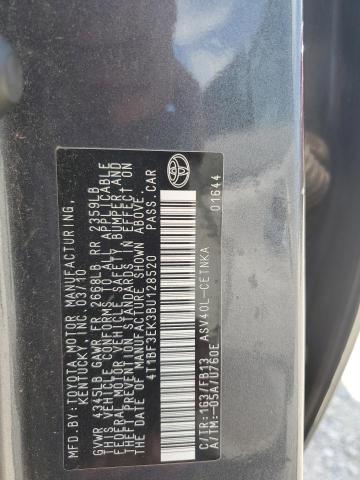 MFD BY: TOYOTA MOTOR MANUFACTURING,
KENTUCKY, INC. 03/10
GVWR 4345LB GAWR FR 2668LB RR 2359LB
THIS VEHICLE CONFORMS TO ALL APPLICABLE
FEDERAL MOTOR VEHICLE SAFETY, BUMPER, AND
THEFT PREVENTION STANDARDS IN EFFECT ON
THE DATE OF MANUFACTURE SHOWN ABOVE.
4T1BF3EK3BU128520 PASS.CAR
TOYOTA
C/TR:1G3/FB13 ASV40L-CETNKA
A/TM:-05A/U760E 01644